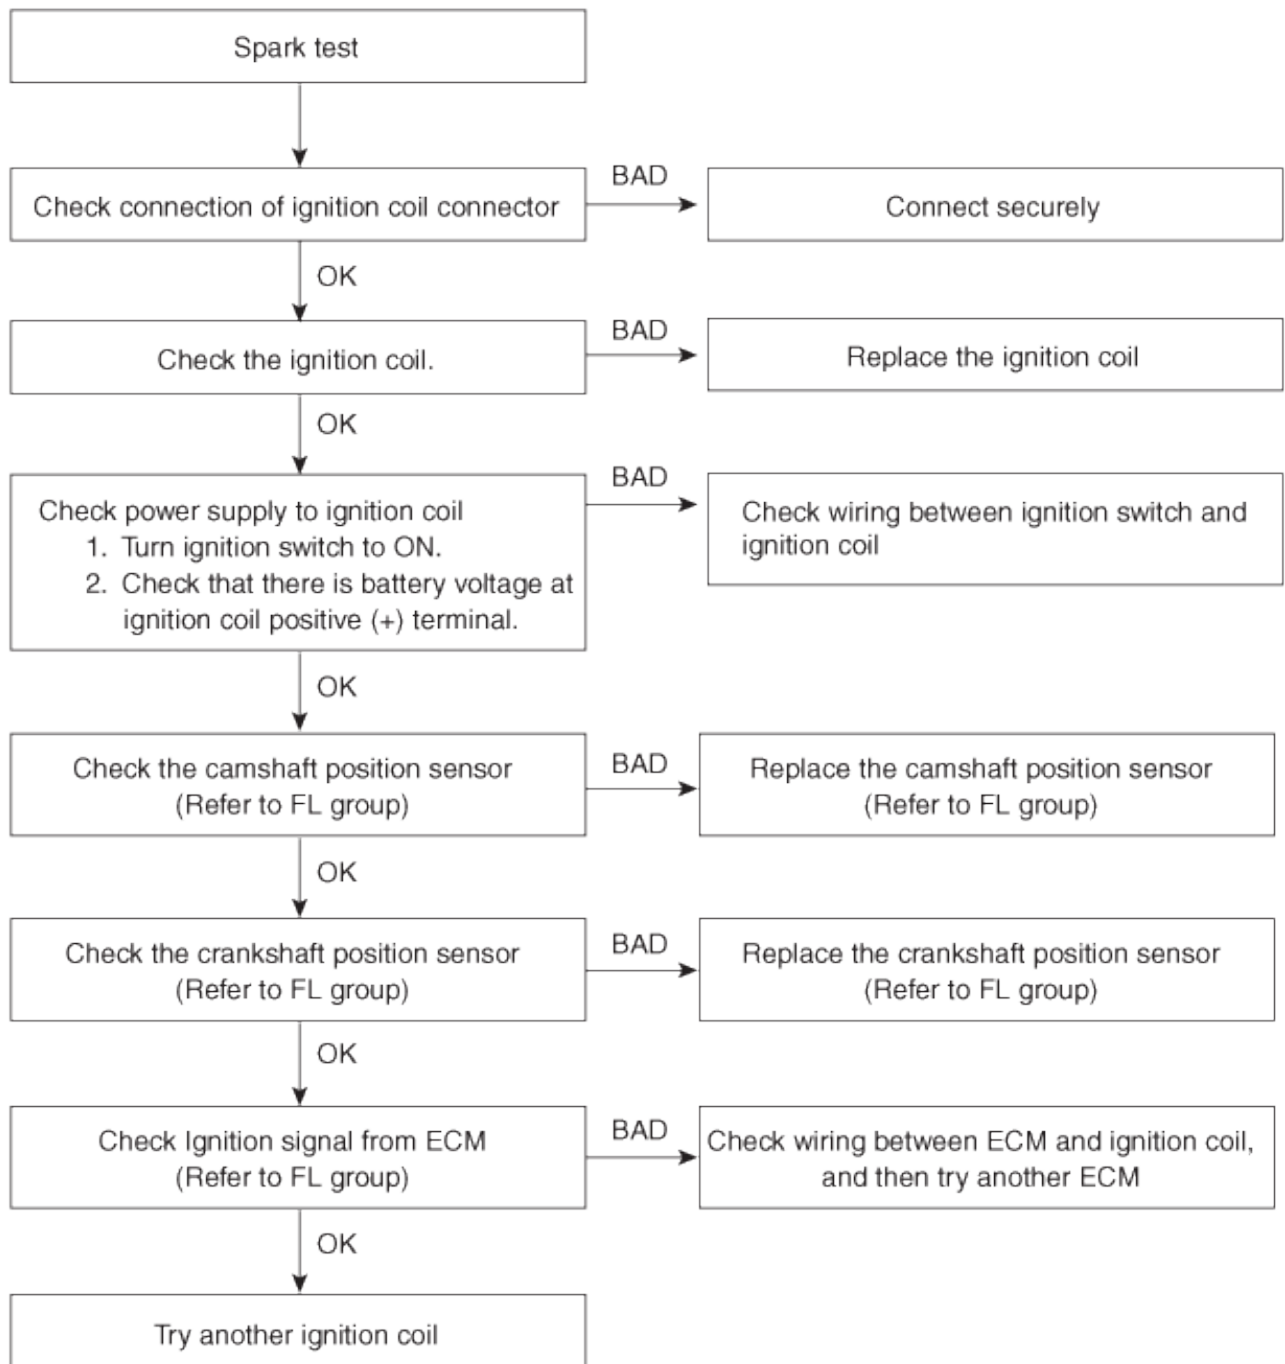 Spark test
Check connection of ignition coil connector
BAD
Connect securely
OK
Check the ignition coil.
BAD
Replace the ignition coil
OK
Check power supply to ignition coil
1. Turn ignition switch to ON.
2. Check that there is battery voltage at
ignition coil positive (+) terminal.
BAD
Check wiring between ignition switch and
ignition coil
OK
Check the camshaft position sensor
(Refer to FL group)
BAD
Replace the camshaft position sensor
(Refer to FL group)
OK
Check the crankshaft position sensor
(Refer to FL group)
BAD
Replace the crankshaft position sensor
(Refer to FL group)
OK
Check Ignition signal from ECM
(Refer to FL group)
BAD
Check wiring between ECM and ignition coil,
and then try another ECM
OK
Try another ignition coil